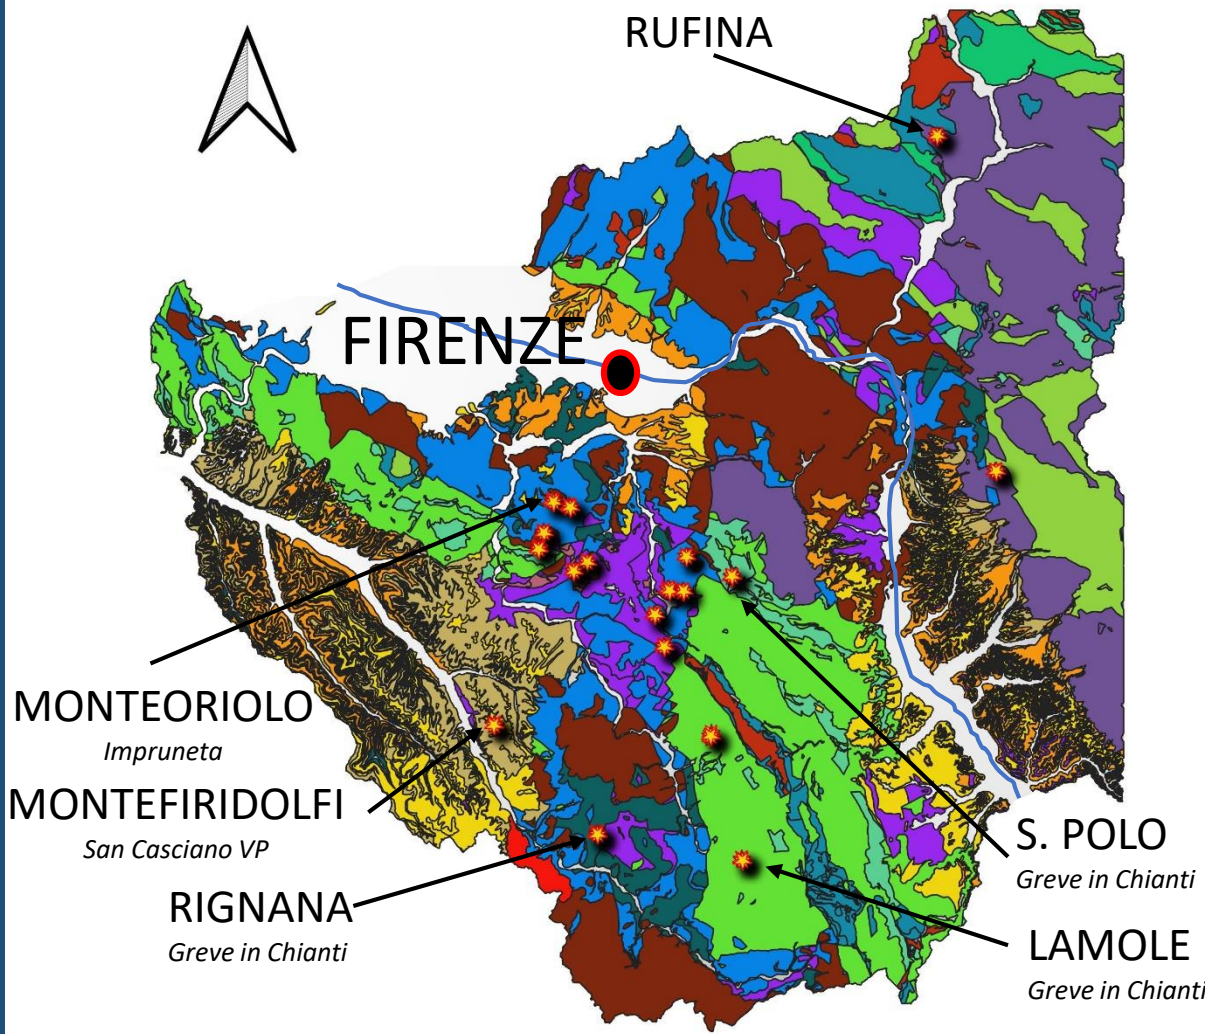 RUFINA
FIRENZE
MONTEORIOLO
Impruneta
MONTEFIRIDOLFI
San Casciano VP
RIGNANA
Greve in Chianti
S. POLO
Greve in Chianti
LAMOLE
Greve in Chianti